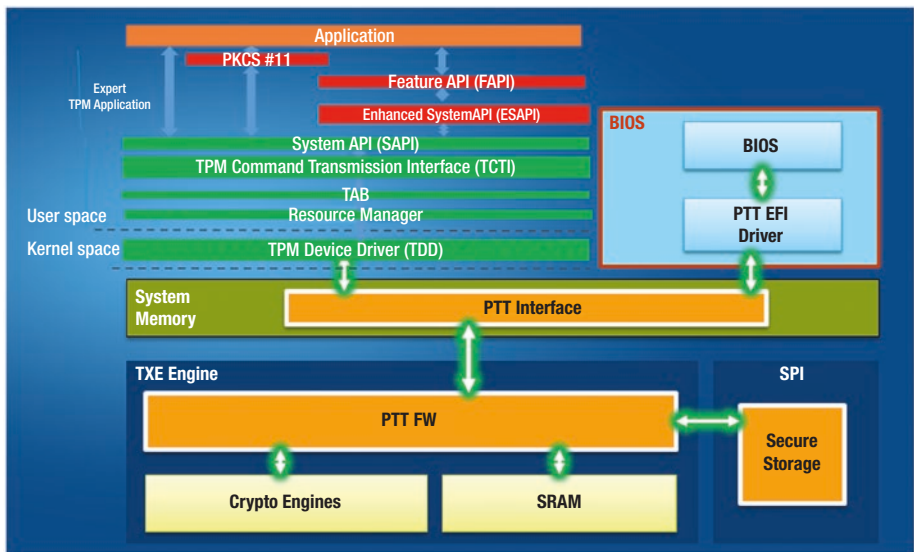 Application
PKCS #11
Expert
TPM Application
Feature API (FAPI)
Enhanced SystemAPI (ESAPI)
System API (SAPI)
TPM Command Transmission Interface (TCTI)
TAB
User space
Resource Manager
Kernel space
TPM Device Driver (TDD)
BIOS
BIOS
PTT EFI
Driver
System
Memory
PTT Interface
TXE Engine
PTT FW
Crypto Engines
SRAM
SPI
Secure
Storage